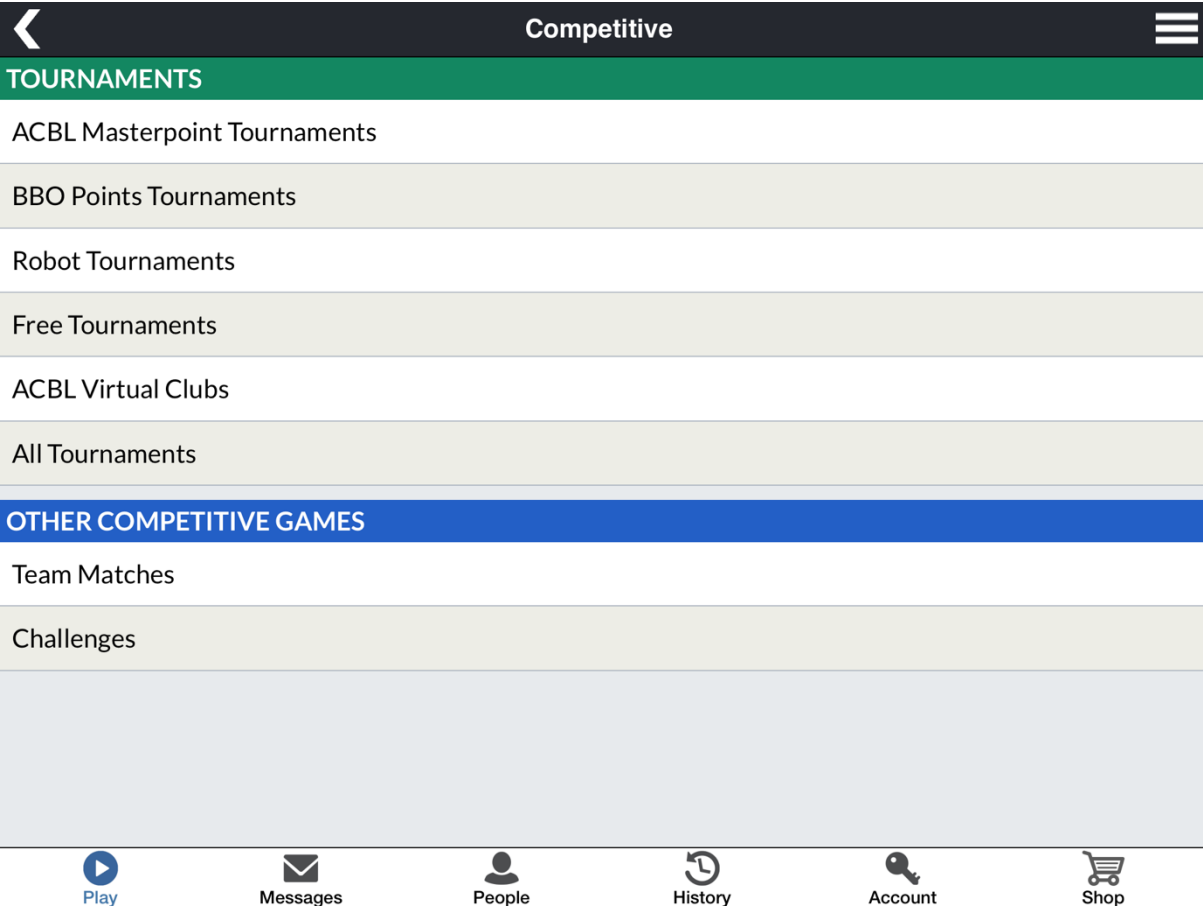 Competitive
TOURNAMENTS
ACBL Masterpoint Tournaments
BBO Points Tournaments
Robot Tournaments
Free Tournaments
ACBL Virtual Clubs
All Tournaments
OTHER COMPETITIVE GAMES
Team Matches
Challenges
Play Messages People History Account Shop